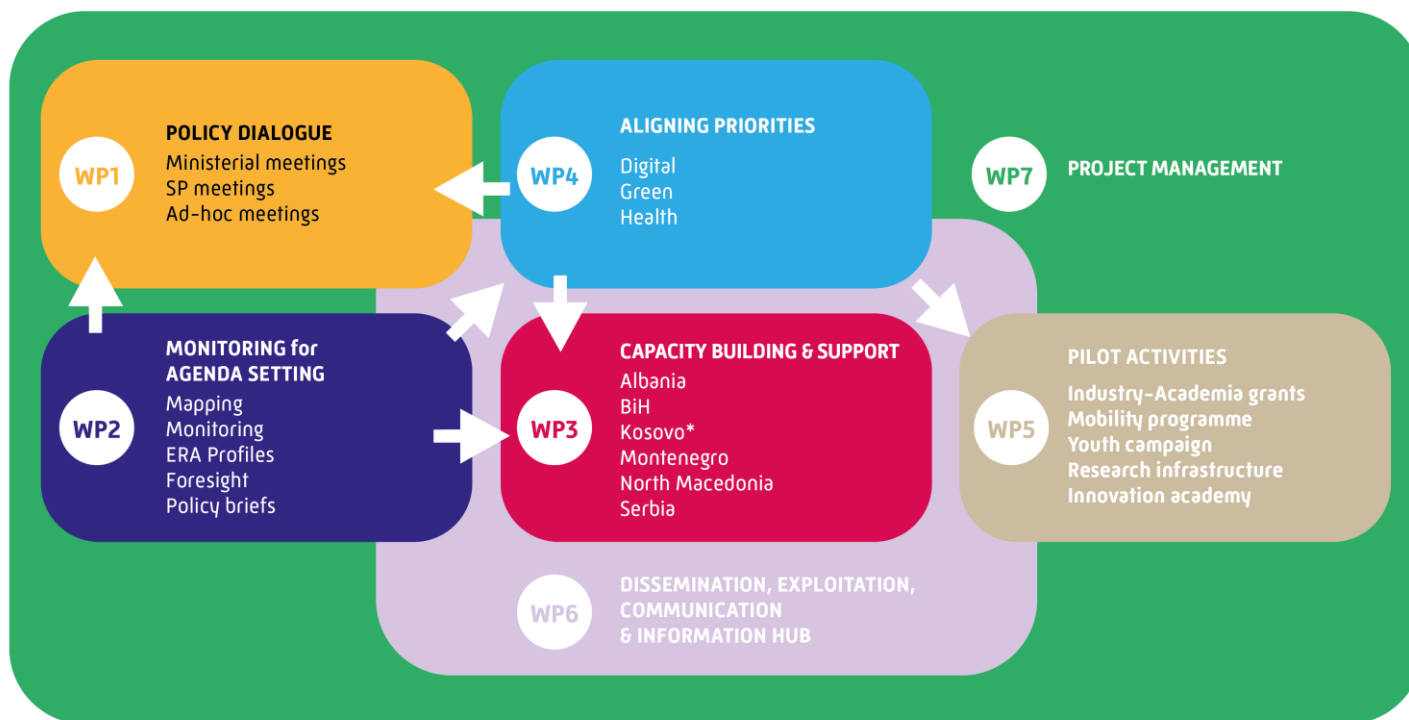 WP1
POLICY DIALOGUE
Ministerial meetings
SP meetings
Ad-hoc meetings
WP4
ALIGNING PRIORITIES
Digital
Green
Health
WP7
PROJECT MANAGEMENT
WP2
MONITORING for
AGENDA SETTING
Mapping
Monitoring
ERA Profiles
Foresight
Policy briefs
WP3
CAPACITY BUILDING & SUPPORT
Albania
BiH
Kosovo*
Montenegro
North Macedonia
Serbia
WP5
PILOT ACTIVITIES
Industry-Academia grants
Mobility programme
Youth campaign
Research infrastructure
Innovation academy
WP6
DISSEMINATION, EXPLOITATION,
COMMUNICATION
& INFORMATION HUB